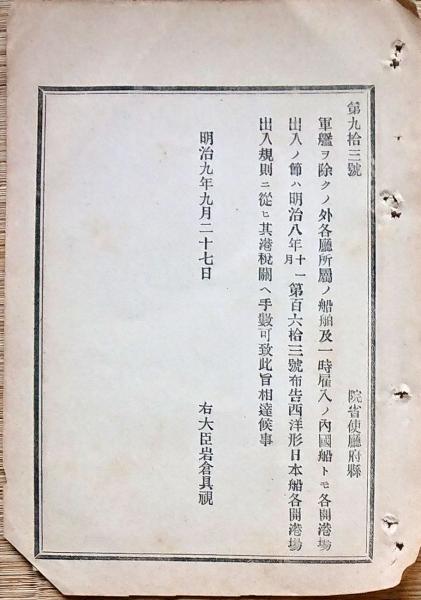 第九拾三號
院省使廳府縣
軍艦ヲ除クノ外各廳所屬ノ船舶及一時雇入ノ內國船トモ各開港場
出入ノ節ハ明治八年十一月第百六拾三號布告西洋形日本船各開港場
出入規則ニ從ヒ其港稅關ヘ手數可致此旨相達候事
明治九年九月二十七日
右大臣岩倉具視